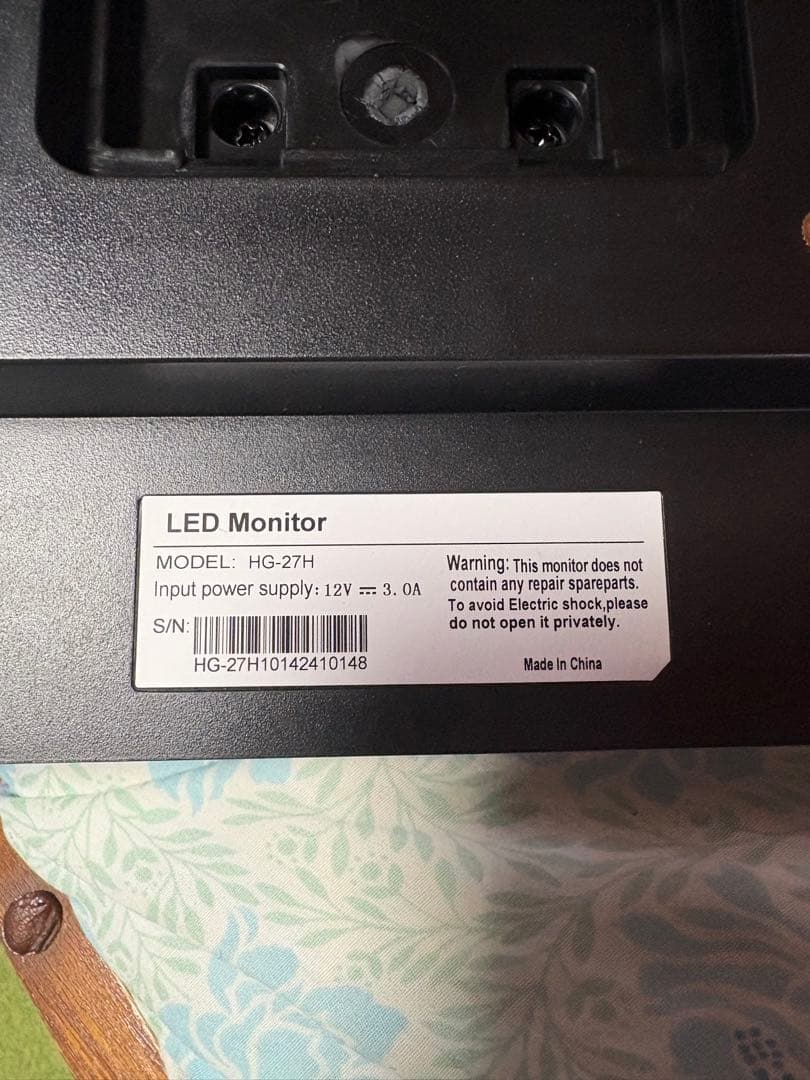 LED Monitor
MODEL: HG-27H
Input power supply: 12V ⎓ 3.0A
S/N:
HG-27H10142410148
Warning: This monitor does not
contain any repair spareparts.
To avoid Electric shock,please
do not open it privately.
Made In China